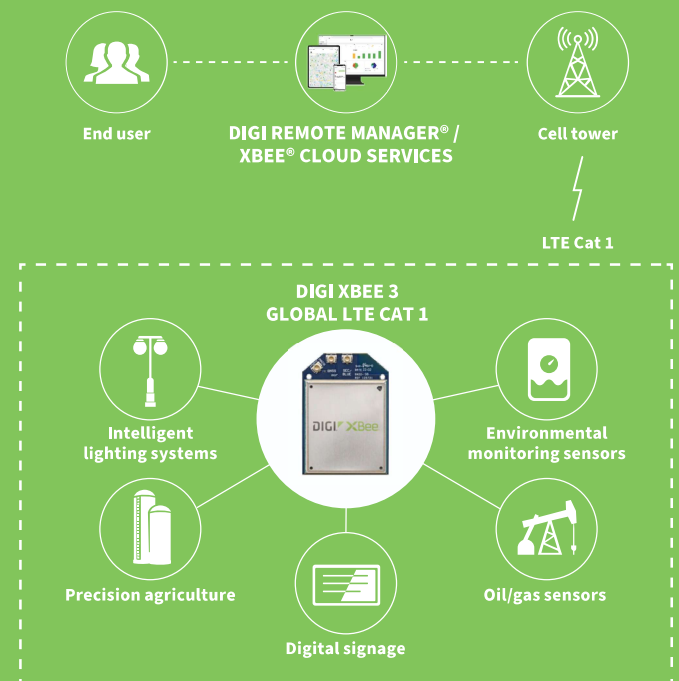 End user
DIGI REMOTE MANAGER® /
XBEE® CLOUD SERVICES
Cell tower
LTE Cat 1
DIGI XBEE 3
GLOBAL LTE CAT 1
DIGI XBee
Intelligent
lighting systems
Environmental
monitoring sensors
Precision agriculture
Oil/gas sensors
Digital signage